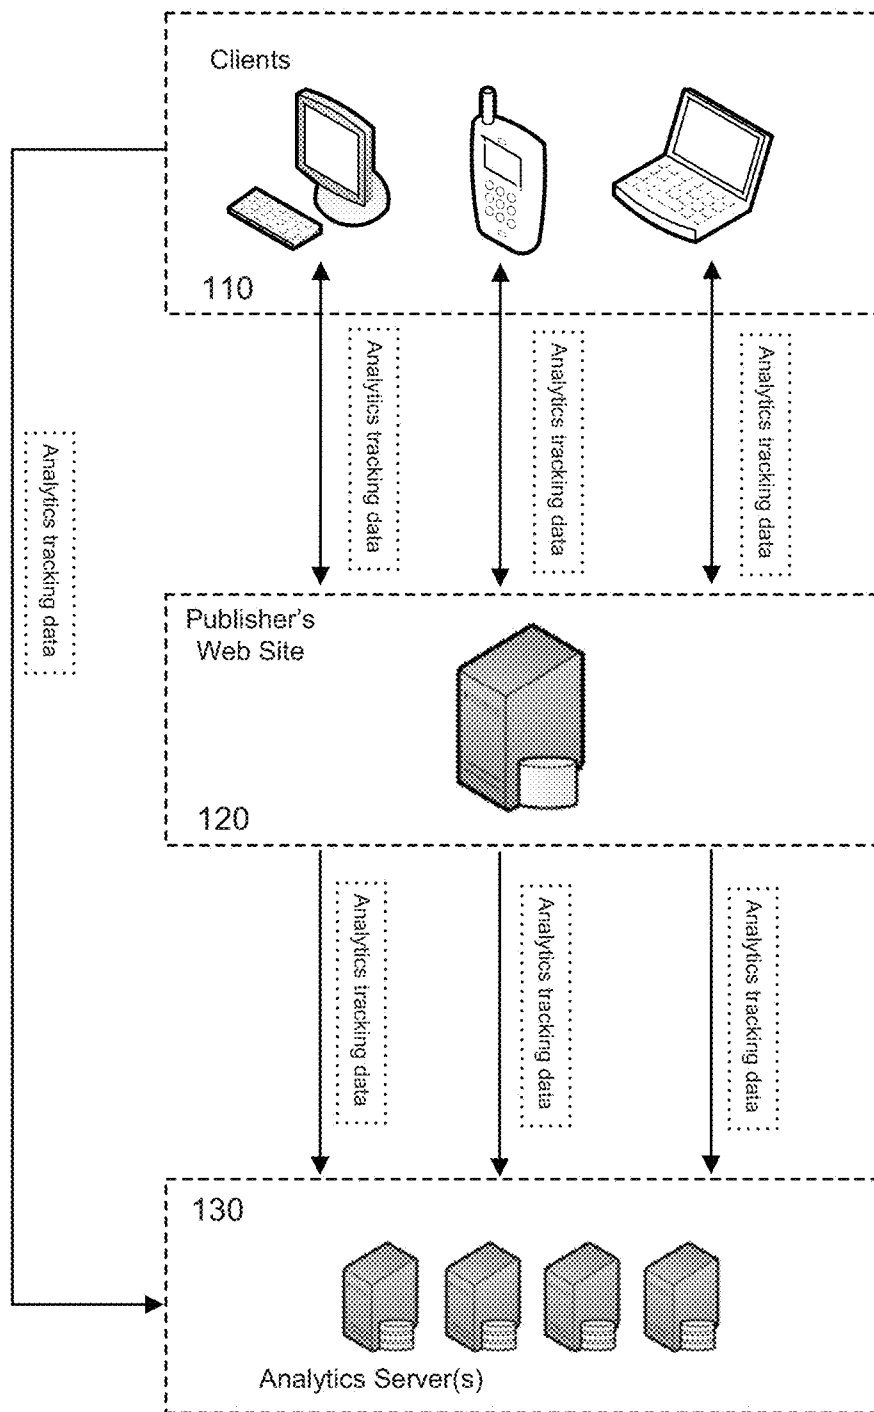 Clients
110
Analytics tracking data
Analytics tracking data
Analytics tracking data
Analytics tracking data
Publisher's
Web Site
120
Analytics tracking data
Analytics tracking data
Analytics tracking data
130
Analytics Server(s)